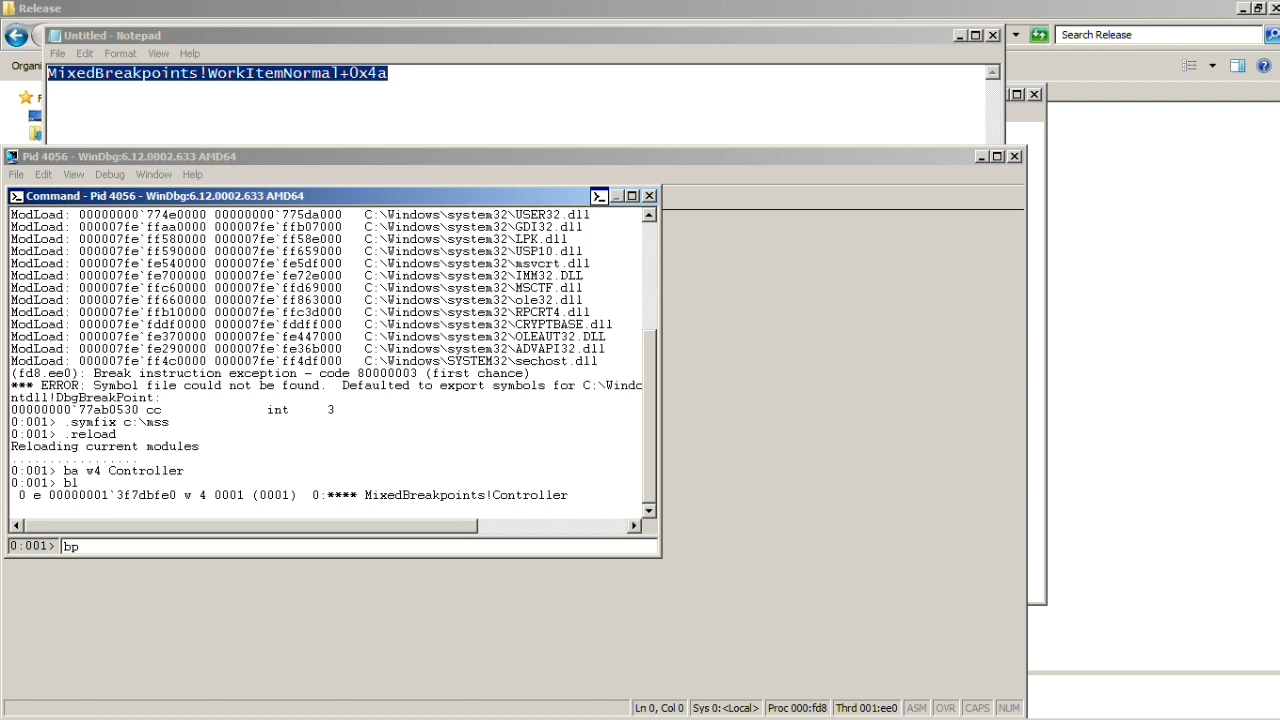 Release
Untitled - Notepad
Search Release
File Edit Format View Help
Organi
MixedBreakpoints!WorkItemNormal+0x4a
F
Pid 4056 - WinDbg:6.12.0002.633 AMD64
File Edit View Debug Window Help
Command - Pid 4056 - WinDbg:6.12.0002.633 AMD64
ModLoad: 00000000`774e0000 00000000`775da000 C:\Windows\system32\USER32.dll
ModLoad: 000007fe`ffaa0000 000007fe`ffb07000 C:\Windows\system32\GDI32.dll
ModLoad: 000007fe`ff580000 000007fe`ff58e000 C:\Windows\system32\LPK.dll
ModLoad: 000007fe`ff590000 000007fe`ff659000 C:\Windows\system32\USP10.dll
ModLoad: 000007fe`fe540000 000007fe`fe5df000 C:\Windows\system32\msvcrt.dll
ModLoad: 000007fe`fe700000 000007fe`fe72e000 C:\Windows\system32\IMM32.DLL
ModLoad: 000007fe`ffc60000 000007fe`ffd69000 C:\Windows\system32\MSCTF.dll
ModLoad: 000007fe`ff660000 000007fe`ff863000 C:\Windows\system32\ole32.dll
ModLoad: 000007fe`ffb10000 000007fe`ffc3d000 C:\Windows\system32\RPCRT4.dll
ModLoad: 000007fe`fddf0000 000007fe`fddff000 C:\Windows\system32\CRYPTBASE.dll
ModLoad: 000007fe`fe370000 000007fe`fe447000 C:\Windows\system32\OLEAUT32.DLL
ModLoad: 000007fe`fe290000 000007fe`fe36b000 C:\Windows\system32\ADVAPI32.dll
ModLoad: 000007fe`ff4c0000 000007fe`ff4df000 C:\Windows\SYSTEM32\sechost.dll
(fd8.ee0): Break instruction exception - code 80000003 (first chance)
*** ERROR: Symbol file could not be found. Defaulted to export symbols for C:\Windo
ntdll!DbgBreakPoint:
00000000`77ab0530 cc int 3
0:001> .symfix c:\mss
0:001> .reload
Reloading current modules
.................
0:001> ba w4 Controller
0:001> bl
0 e 00000001`3f7dbfe0 w 4 0001 (0001) 0:**** MixedBreakpoints!Controller
0:001> bp
Ln 0, Col 0 Sys 0:<Local> Proc 000:fd8 Thrd 001:ee0 ASM OVR CAPS NUM